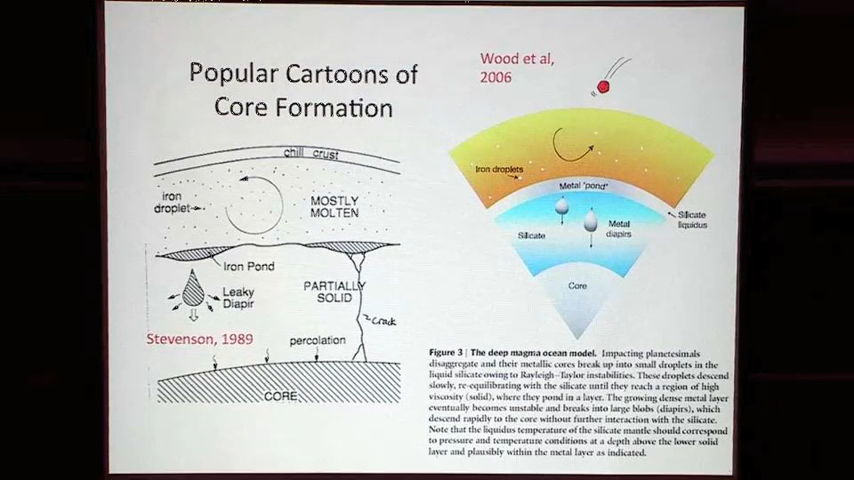 Popular Cartoons of
Core Formation
chill crust
iron
droplet
MOSTLY
MOLTEN
Iron Pond
Leaky
Diapir
PARTIALLY
SOLID
crack
Stevenson, 1989
percolation
CORE
Wood et al,
2006
Iron droplets
Metal "pond"
Silicate
liquidus
Silicate
Metal
diapirs
Core
Figure 3 | The deep magma ocean model. Impacting planetesimals
disaggregate and their metallic cores break up into small droplets in the
liquid silicate owing to Rayleigh–Taylor instabilities. These droplets descend
slowly, re-equilibrating with the silicate until they reach a region of high
viscosity (solid), where they pond in a layer. The growing dense metal layer
eventually becomes unstable and breaks into large blobs (diapirs), which
descend rapidly to the core without further interaction with the silicate.
Note that the liquidus temperature of the silicate mantle should correspond
to pressure and temperature conditions at a depth above the lower solid
layer and plausibly within the metal layer as indicated.